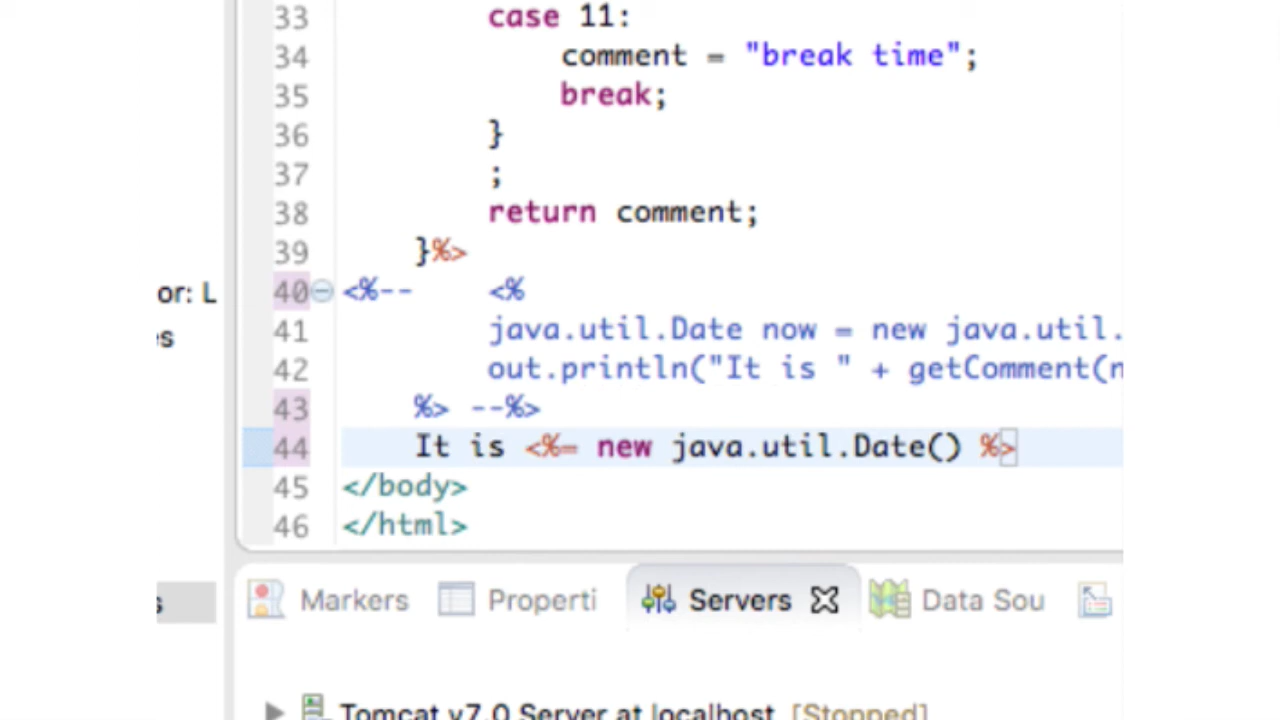 33 case 11:
34 comment = "break time";
35 break;
36 }
37 ;
38 return comment;
39 }%>
or: L
40 <%-- <%
41 java.util.Date now = new java.util.
42 out.println("It is " + getComment(n
43 %> --%>
44 It is <%= new java.util.Date() %>
45 </body>
46 </html>
Markers Properti Servers Data Sou
Tomcat v7.0 Server at localhost [Stopped]